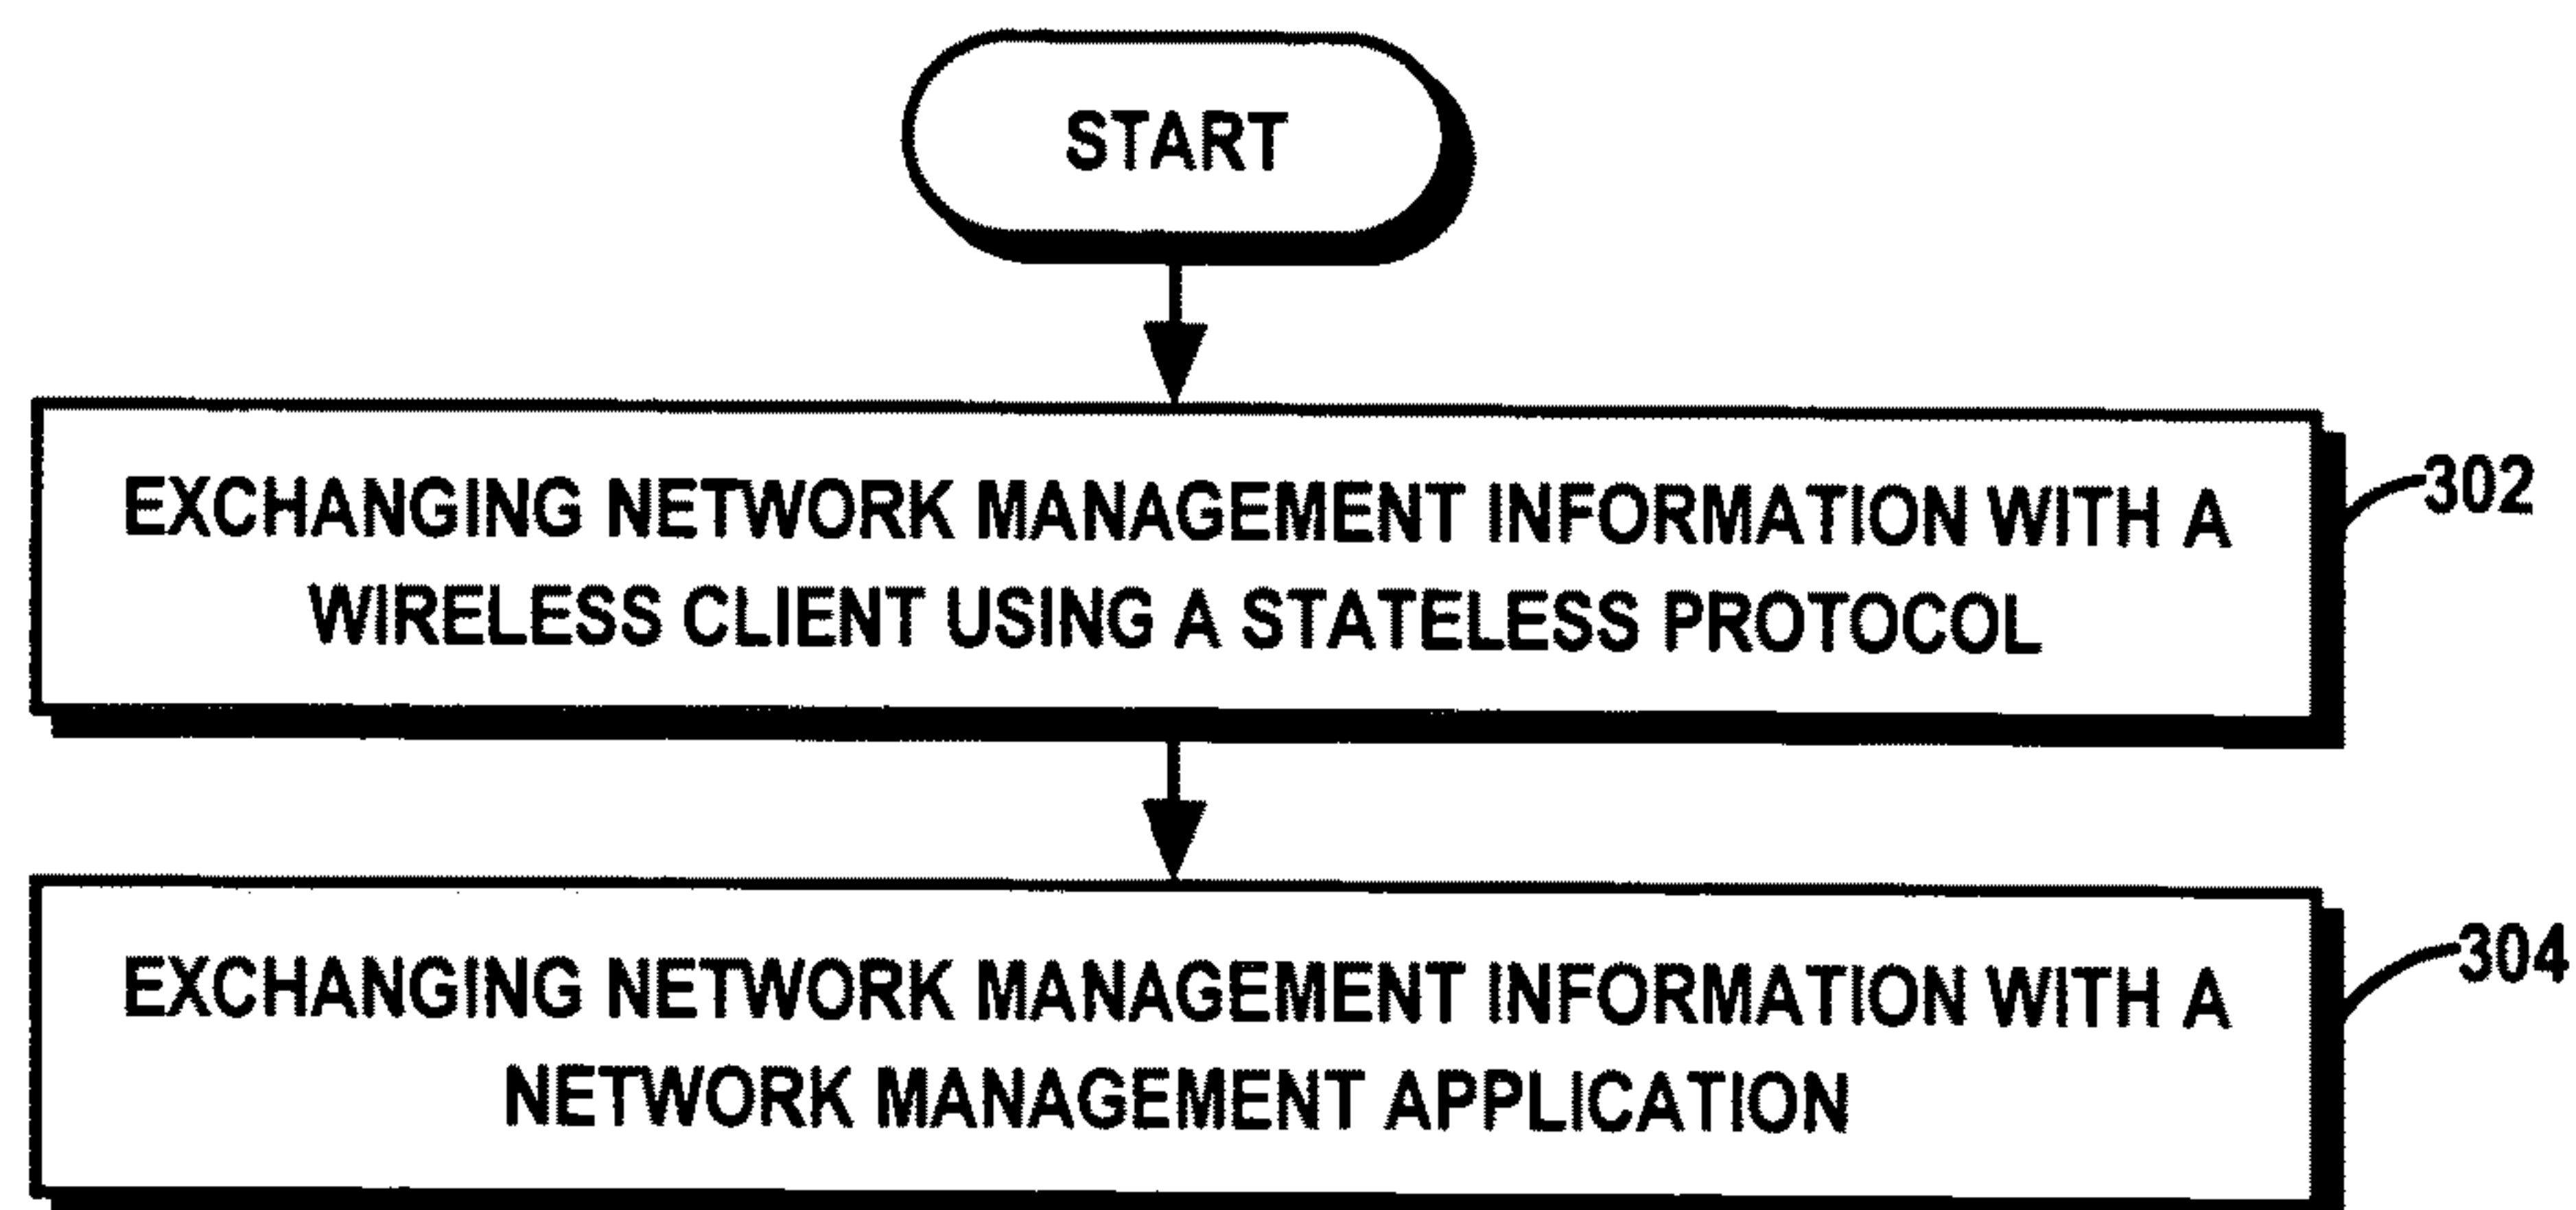 START
EXCHANGING NETWORK MANAGEMENT INFORMATION WITH A
WIRELESS CLIENT USING A STATELESS PROTOCOL
302
EXCHANGING NETWORK MANAGEMENT INFORMATION WITH A
NETWORK MANAGEMENT APPLICATION
304